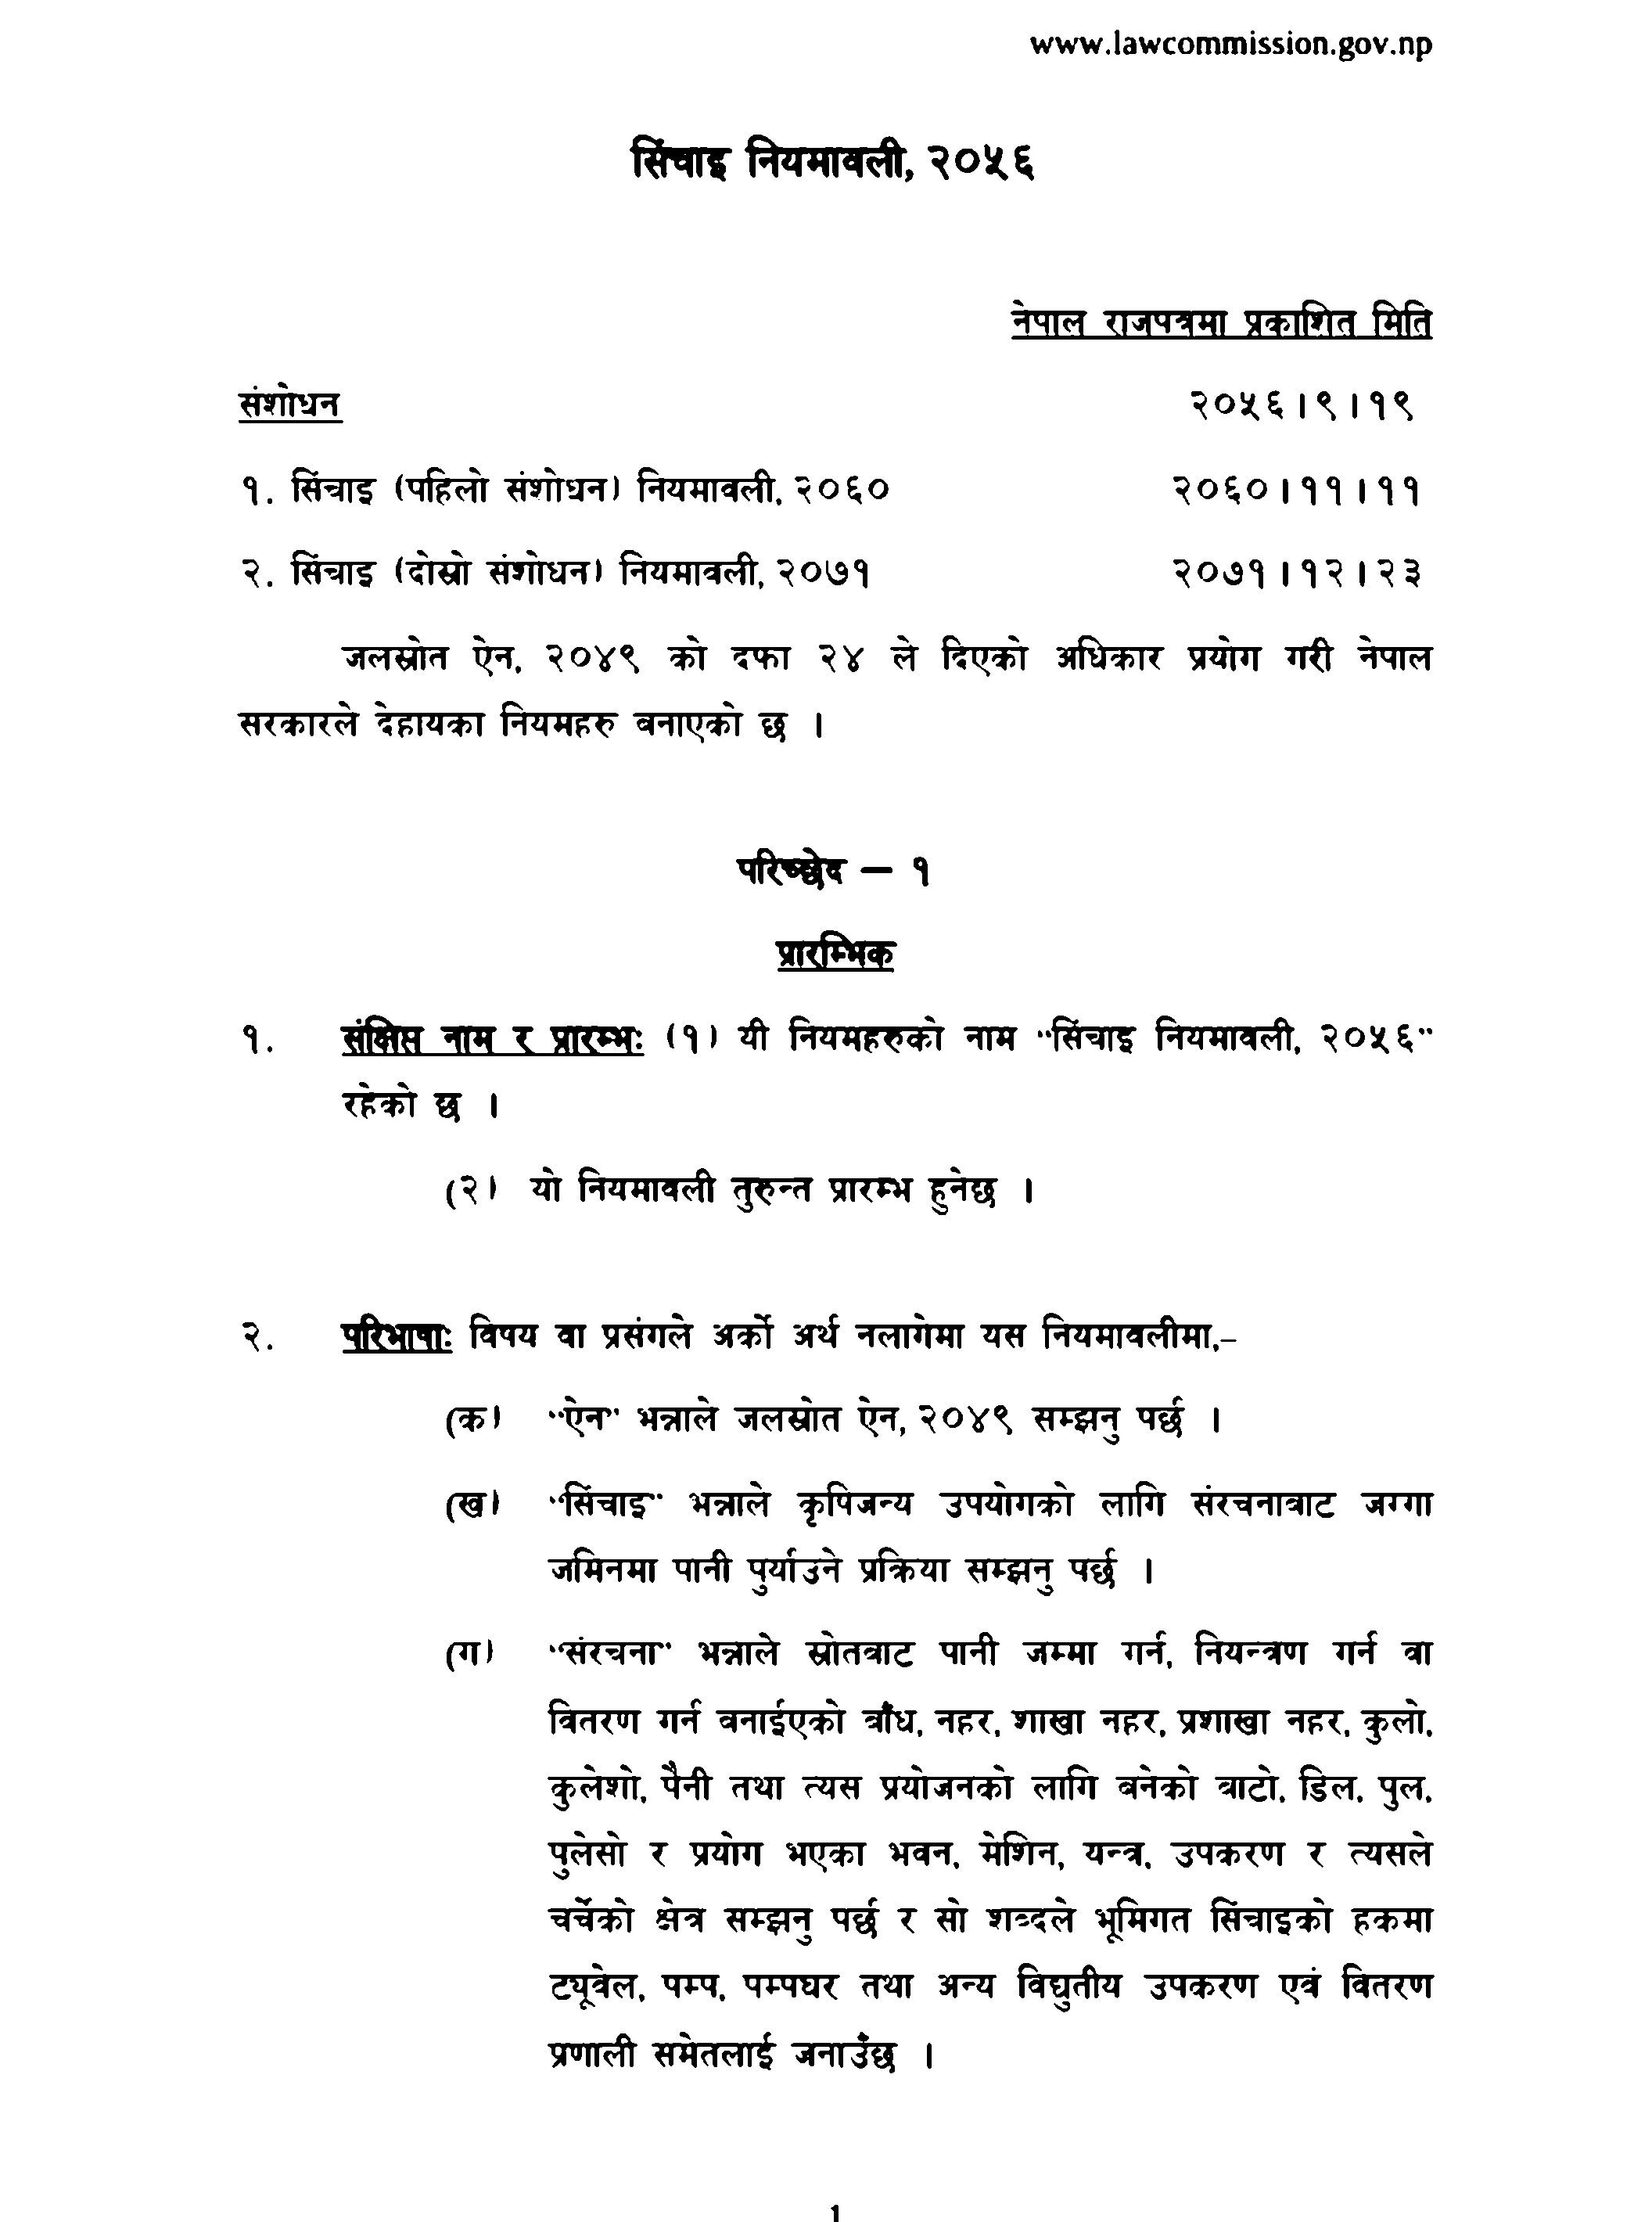 www.lawcommission.gov.np
सिंचाइ नियमावली, २०५६
नेपाल राजपत्रमा प्रकाशित मिति
संशोधन २०५६।९।१९
१. सिंचाइ (पहिलो संशोधन) नियमावली, २०६० २०६०।११।११
२. सिंचाइ (दोस्रो संशोधन) नियमावली, २०७१ २०७१।१२।२३
जलस्रोत ऐन, २०४९ को दफा २४ ले दिएको अधिकार प्रयोग गरी नेपाल
सरकारले देहायका नियमहरु बनाएको छ ।
परिच्छेद – १
प्रारम्भिक
१. संक्षिप्त नाम र प्रारम्भः (१) यी नियमहरुको नाम "सिंचाइ नियमावली, २०५६"
रहेको छ ।
(२) यो नियमावली तुरुन्त प्रारम्भ हुनेछ ।
२. परिभाषाः विषय वा प्रसंगले अर्को अर्थ नलागेमा यस नियमावलीमा,–
(क) "ऐन" भन्नाले जलस्रोत ऐन, २०४९ सम्झनु पर्छ ।
(ख) "सिंचाइ" भन्नाले कृषिजन्य उपयोगको लागि संरचनाबाट जग्गा
जमिनमा पानी पुर्याउने प्रक्रिया सम्झनु पर्छ ।
(ग) "संरचना" भन्नाले स्रोतबाट पानी जम्मा गर्न, नियन्त्रण गर्न वा
वितरण गर्न बनाईएको बाँध, नहर, शाखा नहर, प्रशाखा नहर, कुलो,
कुलेशो, पैनी तथा त्यस प्रयोजनको लागि बनेको बाटो, डिल, पुल,
पुलेसो र प्रयोग भएका भवन, मेशिन, यन्त्र, उपकरण र त्यसले
चर्चेको क्षेत्र सम्झनु पर्छ र सो शब्दले भूमिगत सिंचाइको हकमा
ट्यूवेल, पम्प, पम्पघर तथा अन्य विद्युतीय उपकरण एवं वितरण
प्रणाली समेतलाई जनाउँछ ।
1